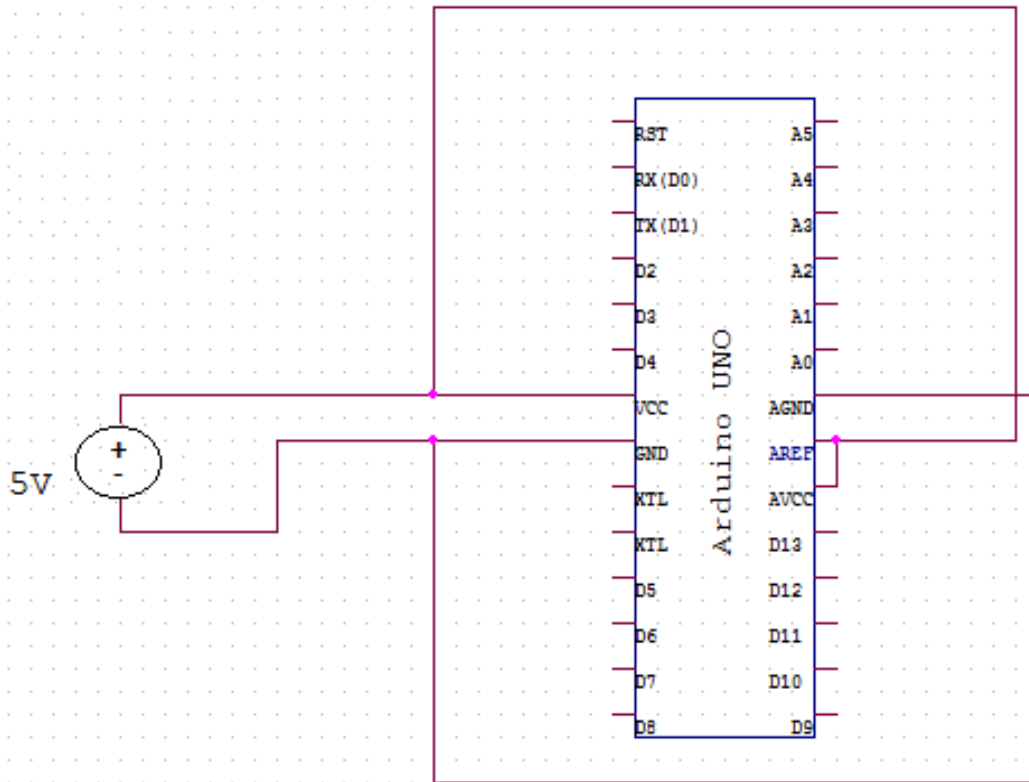 5V
+
-
RST
RX(D0)
TX(D1)
D2
D3
D4
VCC
GND
XTL
XTL
D5
D6
D7
D8
Arduino UNO
A5
A4
A3
A2
A1
A0
AGND
AREF
AVCC
D13
D12
D11
D10
D9